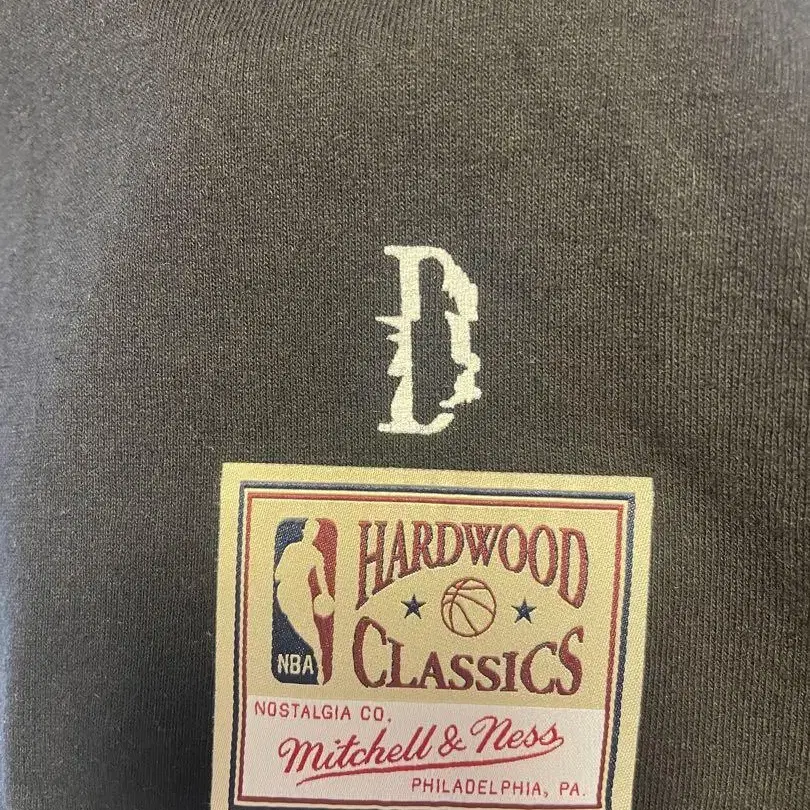 D
HARDWOOD
CLASSICS
NBA
NOSTALGIA CO.
Mitchell & Ness
PHILADELPHIA, PA.